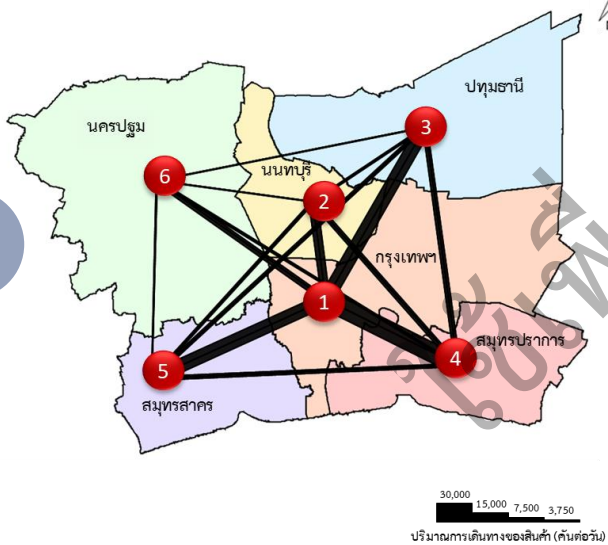 ปทุมธานี
3
นครปฐม
นนทบุรี
6
2
กรุงเทพฯ
1
สมุทรปราการ
4
5
สมุทรสาคร
30,000
15,000
7,500
3,750
ปริมาณการเดินทางของสินค้า (คันต่อวัน)